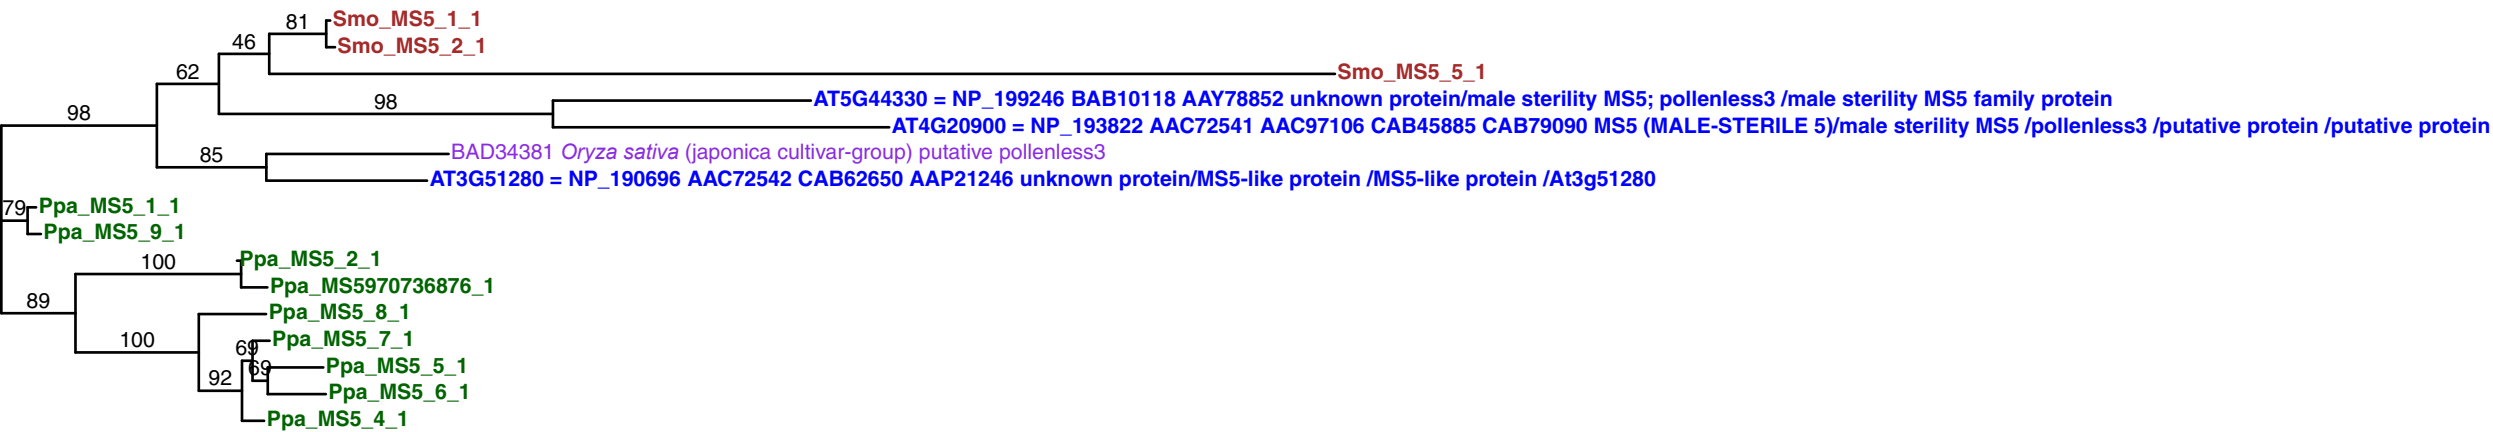 81
Smo_MS5_1_1
46
Smo_MS5_2_1
62
Smo_MS5_5_1
98
AT5G44330 = NP_199246 BAB10118 AAY78852 unknown protein/male sterility MS5; pollenless3 /male sterility MS5 family protein
98
AT4G20900 = NP_193822 AAC72541 AAC97106 CAB45885 CAB79090 MS5 (MALE-STERILE 5)/male sterility MS5 /pollenless3 /putative protein /putative protein
85
BAD34381 Oryza sativa (japonica cultivar-group) putative pollenless3
AT3G51280 = NP_190696 AAC72542 CAB62650 AAP21246 unknown protein/MS5-like protein /MS5-like protein /At3g51280
79
Ppa_MS5_1_1
Ppa_MS5_9_1
100
Ppa_MS5_2_1
Ppa_MS5970736876_1
89
Ppa_MS5_8_1
100
Ppa_MS5_7_1
69
Ppa_MS5_5_1
69
92
Ppa_MS5_6_1
Ppa_MS5_4_1